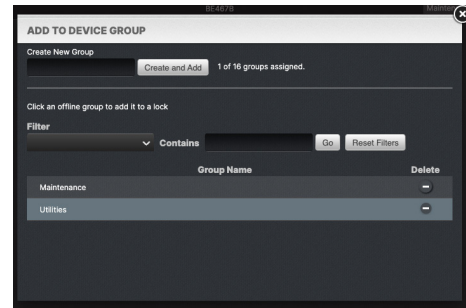 BE467B
ADD TO DEVICE GROUP
Create New Group
Create and Add
1 of 16 groups assigned.
Click an offline group to add it to a lock
Filter
Contains
Go
Reset Filters
Group Name
Delete
Maintenance
Utilities